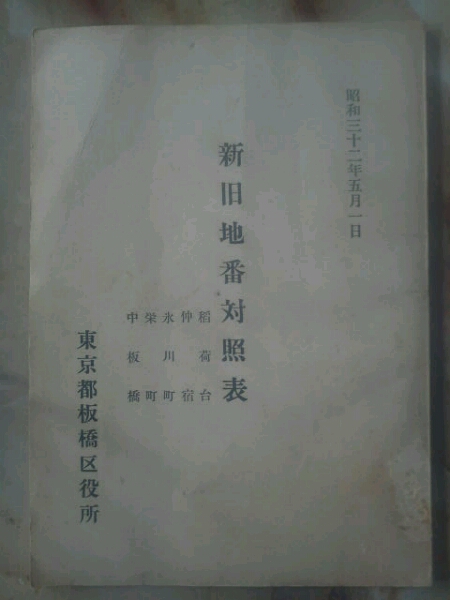 昭和三十二年五月一日
新旧地番対照表
稲荷台
仲宿
氷川町
栄町
中板橋
東京都板橋区役所